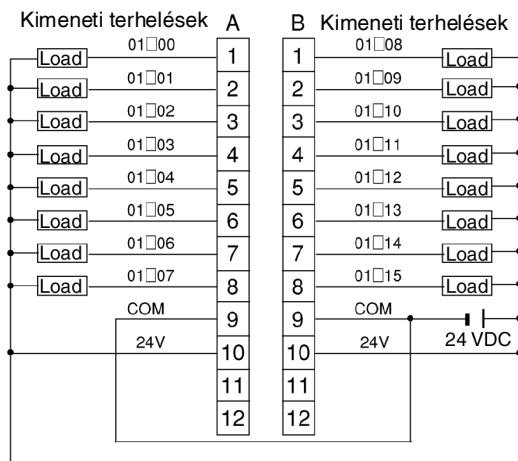 Kimeneti terhelések A B Kimeneti terhelések
Load 01□00 1 1 01□08 Load
Load 01□01 2 2 01□09 Load
Load 01□02 3 3 01□10 Load
Load 01□03 4 4 01□11 Load
Load 01□04 5 5 01□12 Load
Load 01□05 6 6 01□13 Load
Load 01□06 7 7 01□14 Load
Load 01□07 8 8 01□15 Load
COM 9 9 COM
24V 10 10 24V 24 VDC
11 11
12 12